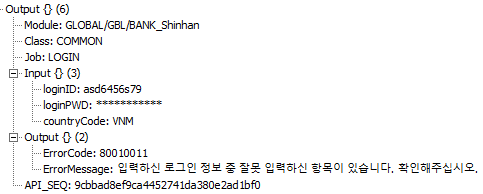 Output {} (6)
Module: GLOBAL/GBL/BANK_Shinhan
Class: COMMON
Job: LOGIN
Input {} (3)
loginID: asd6456s79
loginPWD: ***********
countryCode: VNM
Output {} (2)
ErrorCode: 80010011
ErrorMessage: 입력하신 로그인 정보 중 잘못 입력하신 항목이 있습니다. 확인해주십시오.
API_SEQ: 9cbbad8ef9ca4452741da380e2ad1bf0